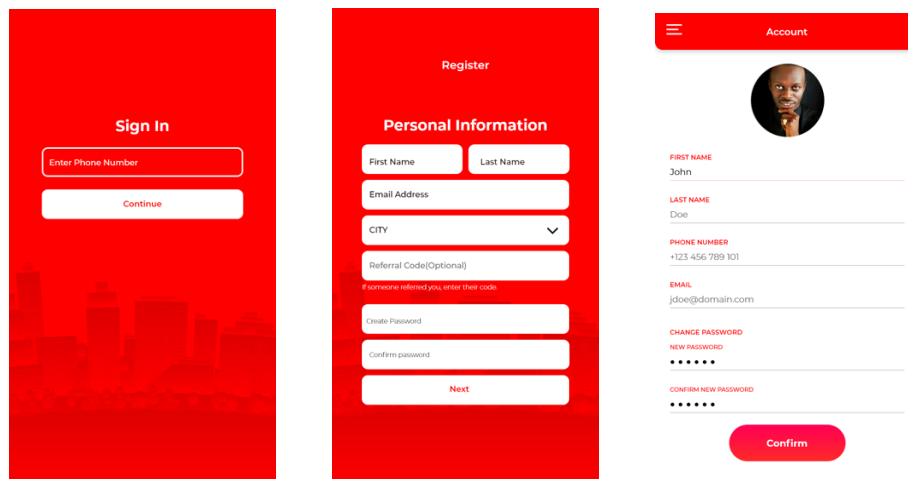 Sign In
Enter Phone Number
Continue
Register
Personal Information
First Name
Last Name
Email Address
CITY
Referral Code(Optional)
If someone referred you, enter their code.
Create Password
Confirm password
Next
Account
FIRST NAME
John
LAST NAME
Doe
PHONE NUMBER
+123 456 789 101
EMAIL
jdoe@domain.com
CHANGE PASSWORD
NEW PASSWORD
••••••
CONFIRM NEW PASSWORD
••••••
Confirm